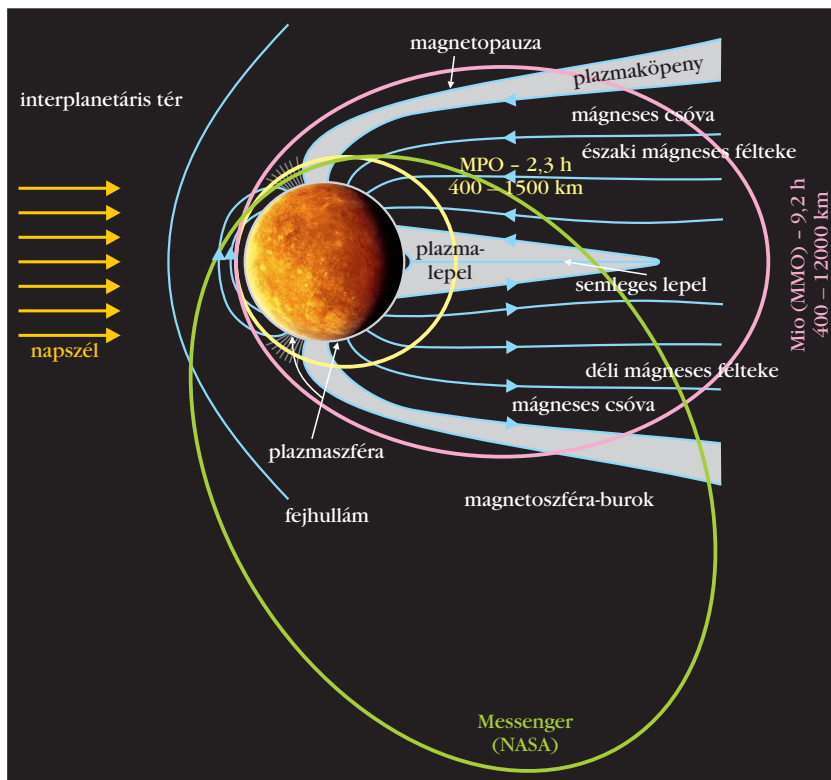 magnetopauza
plazmaköpeny
interplanetáris tér
mágneses csóva
északi mágneses félteke
MPO – 2,3 h
400 – 1500 km
plazma-
lepel
semleges lepel
Mio (MMO) – 9,2 h
400 – 12000 km
napszél
déli mágneses félteke
mágneses csóva
plazmaszféra
magnetoszféra-burok
fejhullám
Messenger
(NASA)